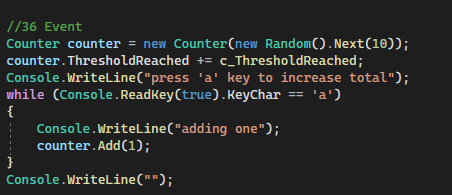 //36 Event
Counter counter = new Counter(new Random().Next(10));
counter.ThresholdReached += c_ThresholdReached;
Console.WriteLine("press 'a' key to increase total");
while (Console.ReadKey(true).KeyChar == 'a')
{
    Console.WriteLine("adding one");
    counter.Add(1);
}
Console.WriteLine("");